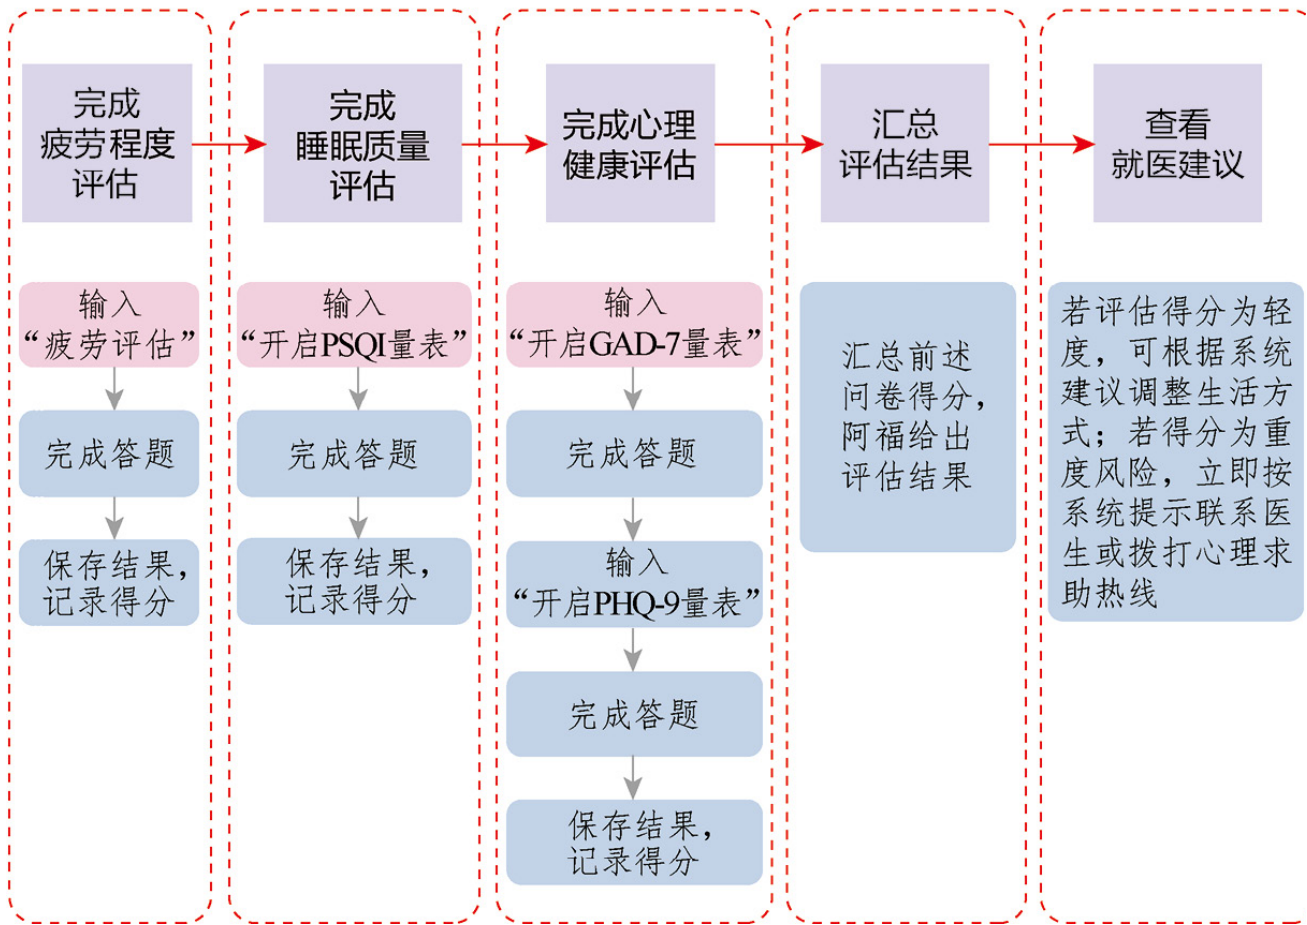 完成
疲劳程度
评估
完成
睡眠质量
评估
完成心理
健康评估
汇总
评估结果
查看
就医建议
输入
“疲劳评估”
完成答题
保存结果，
记录得分
输入
“开启PSQI量表”
完成答题
保存结果，
记录得分
输入
“开启GAD-7量表”
完成答题
输入
“开启PHQ-9量表”
完成答题
保存结果，
记录得分
汇总前述
问卷得分，
阿福给出
评估结果
若评估得分为轻
度，可根据系统
建议调整生活方
式；若得分为重
度风险，立即按
系统提示联系医
生或拨打心理求
助热线